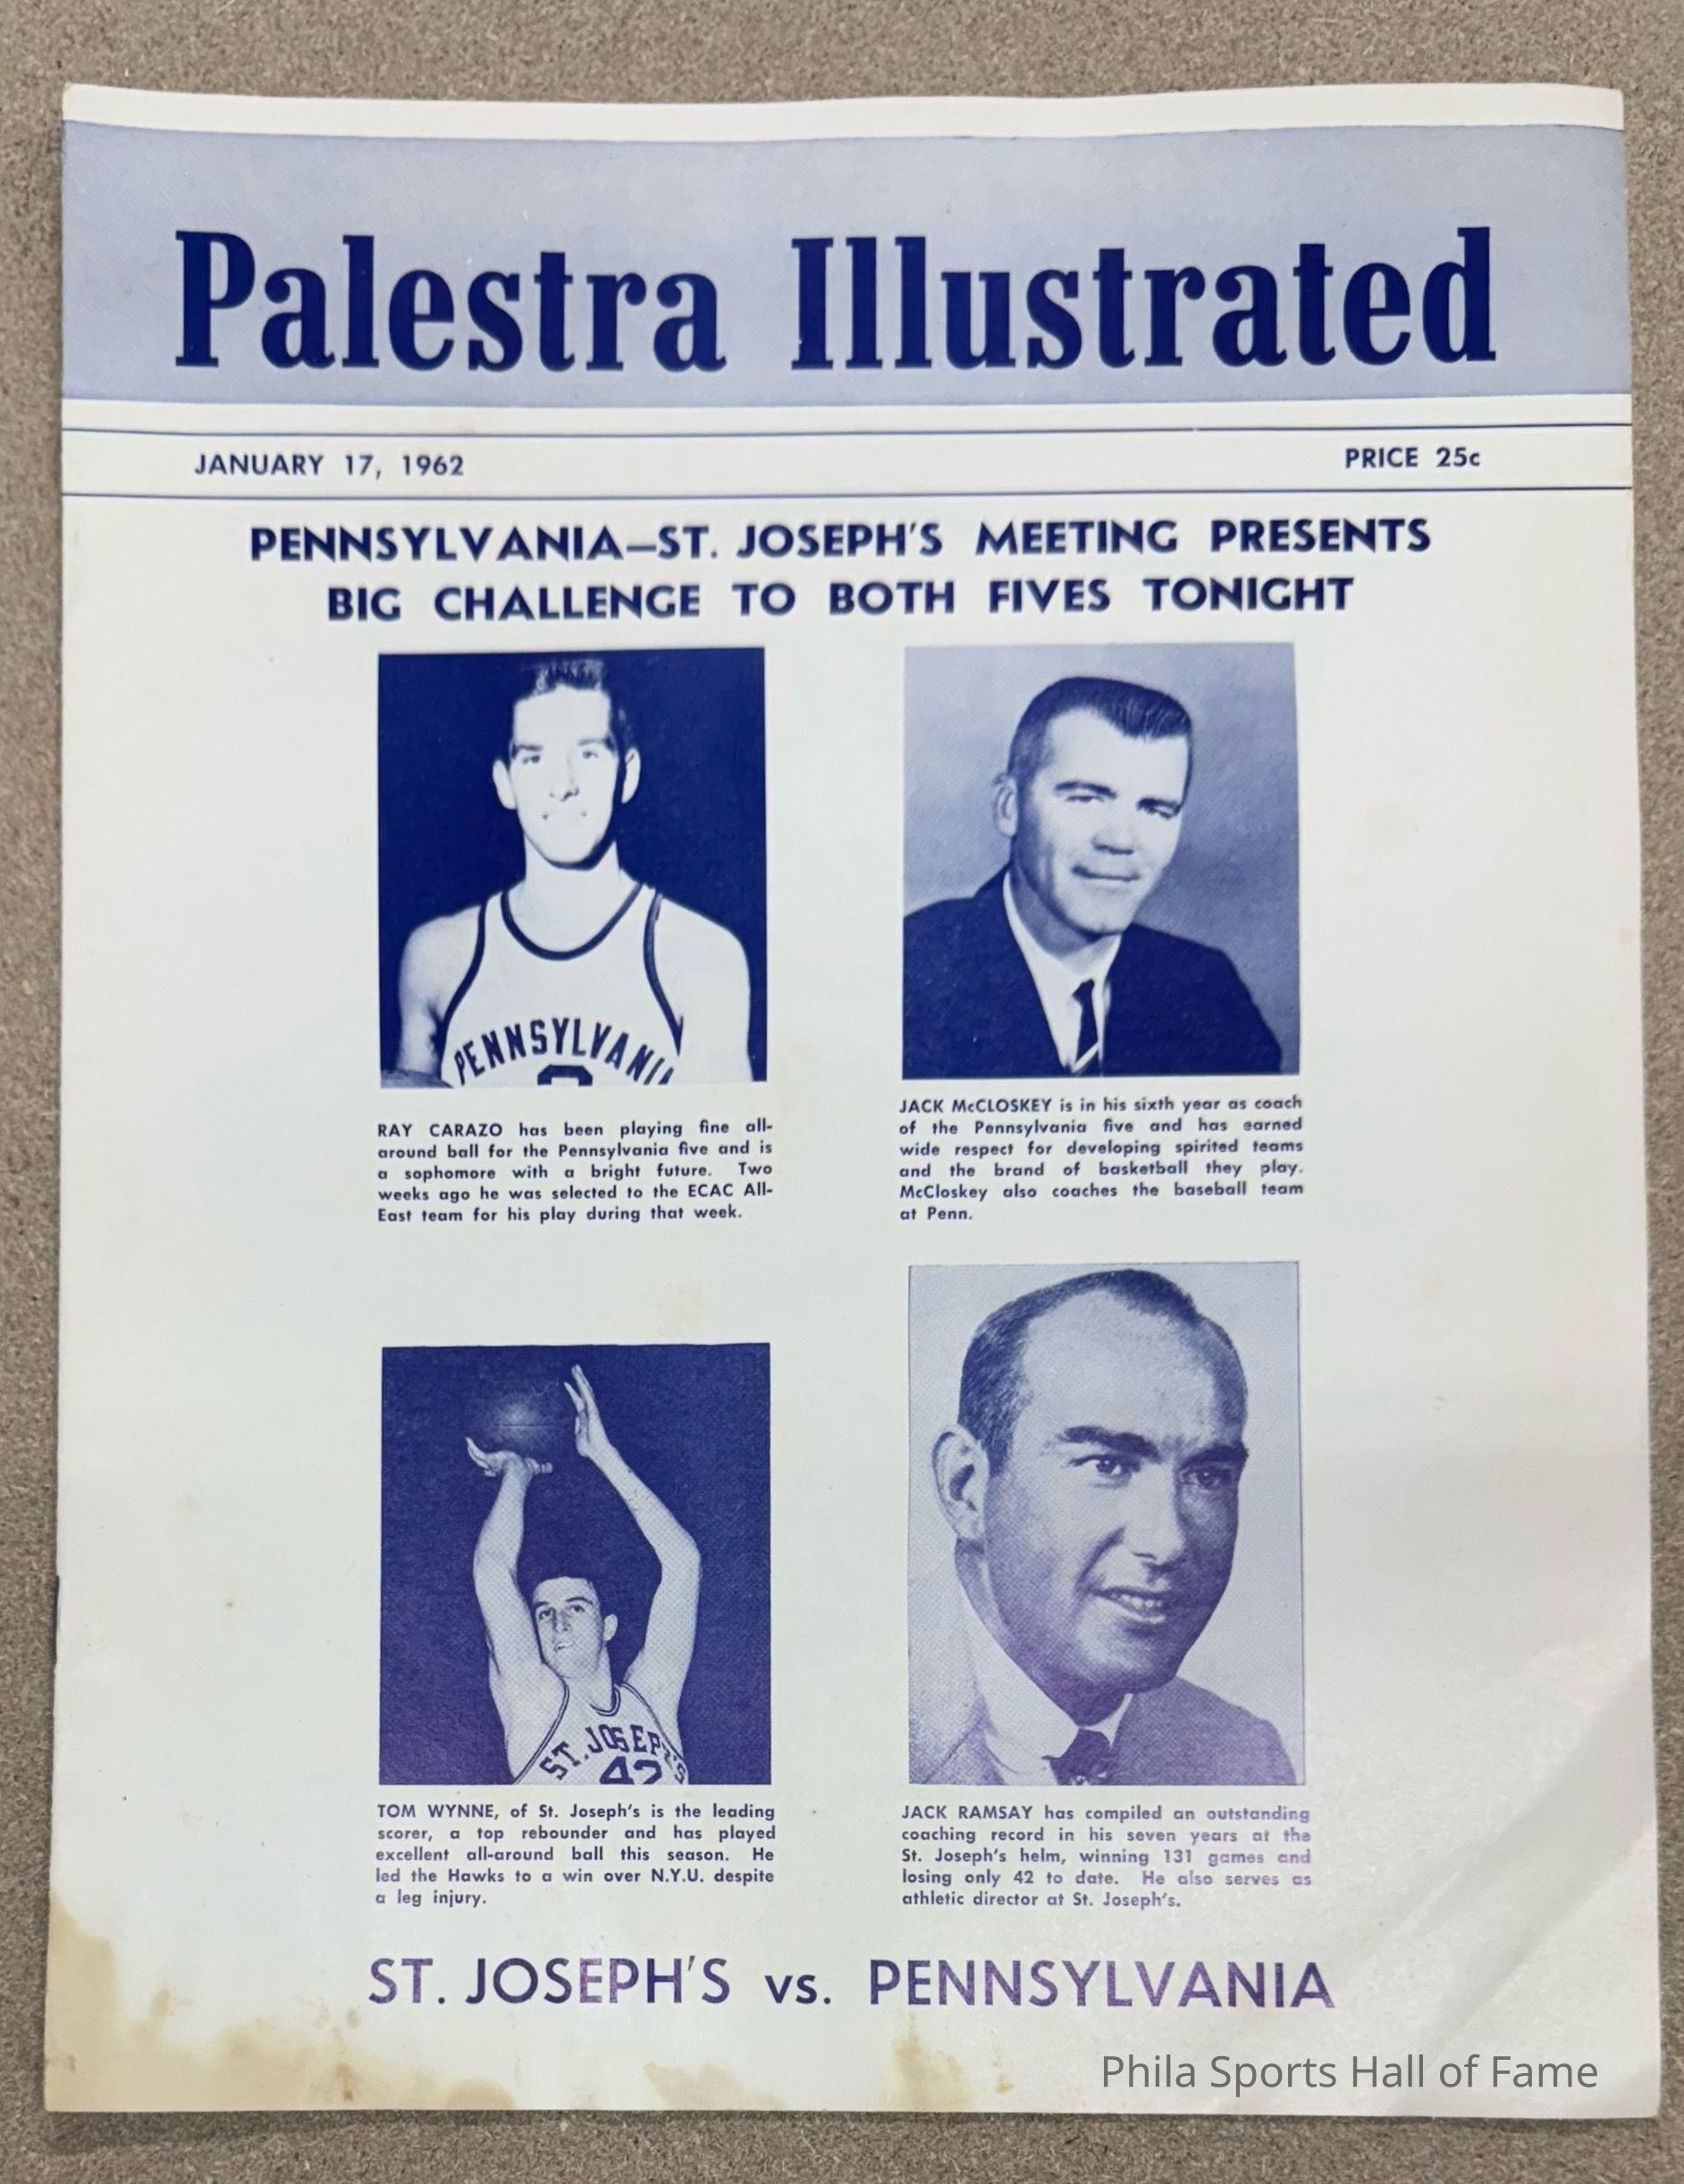 Palestra Illustrated
JANUARY 17, 1962
PRICE 25c
PENNSYLVANIA—ST. JOSEPH'S MEETING PRESENTS
BIG CHALLENGE TO BOTH FIVES TONIGHT
PENNSYLVANIA
RAY CARAZO has been playing fine all-
around ball for the Pennsylvania five and is
a sophomore with a bright future. Two
weeks ago he was selected to the ECAC All-
East team for his play during that week.
JACK McCLOSKEY is in his sixth year as coach
of the Pennsylvania five and has earned
wide respect for developing spirited teams
and the brand of basketball they play.
McCloskey also coaches the baseball team
at Penn.
ST. JOSEPH'S
42
TOM WYNNE, of St. Joseph's is the leading
scorer, a top rebounder and has played
excellent all-around ball this season. He
led the Hawks to a win over N.Y.U. despite
a leg injury.
JACK RAMSAY has compiled an outstanding
coaching record in his seven years at the
St. Joseph's helm, winning 131 games and
losing only 42 to date. He also serves as
athletic director at St. Joseph's.
ST. JOSEPH'S vs. PENNSYLVANIA
Phila Sports Hall of Fame